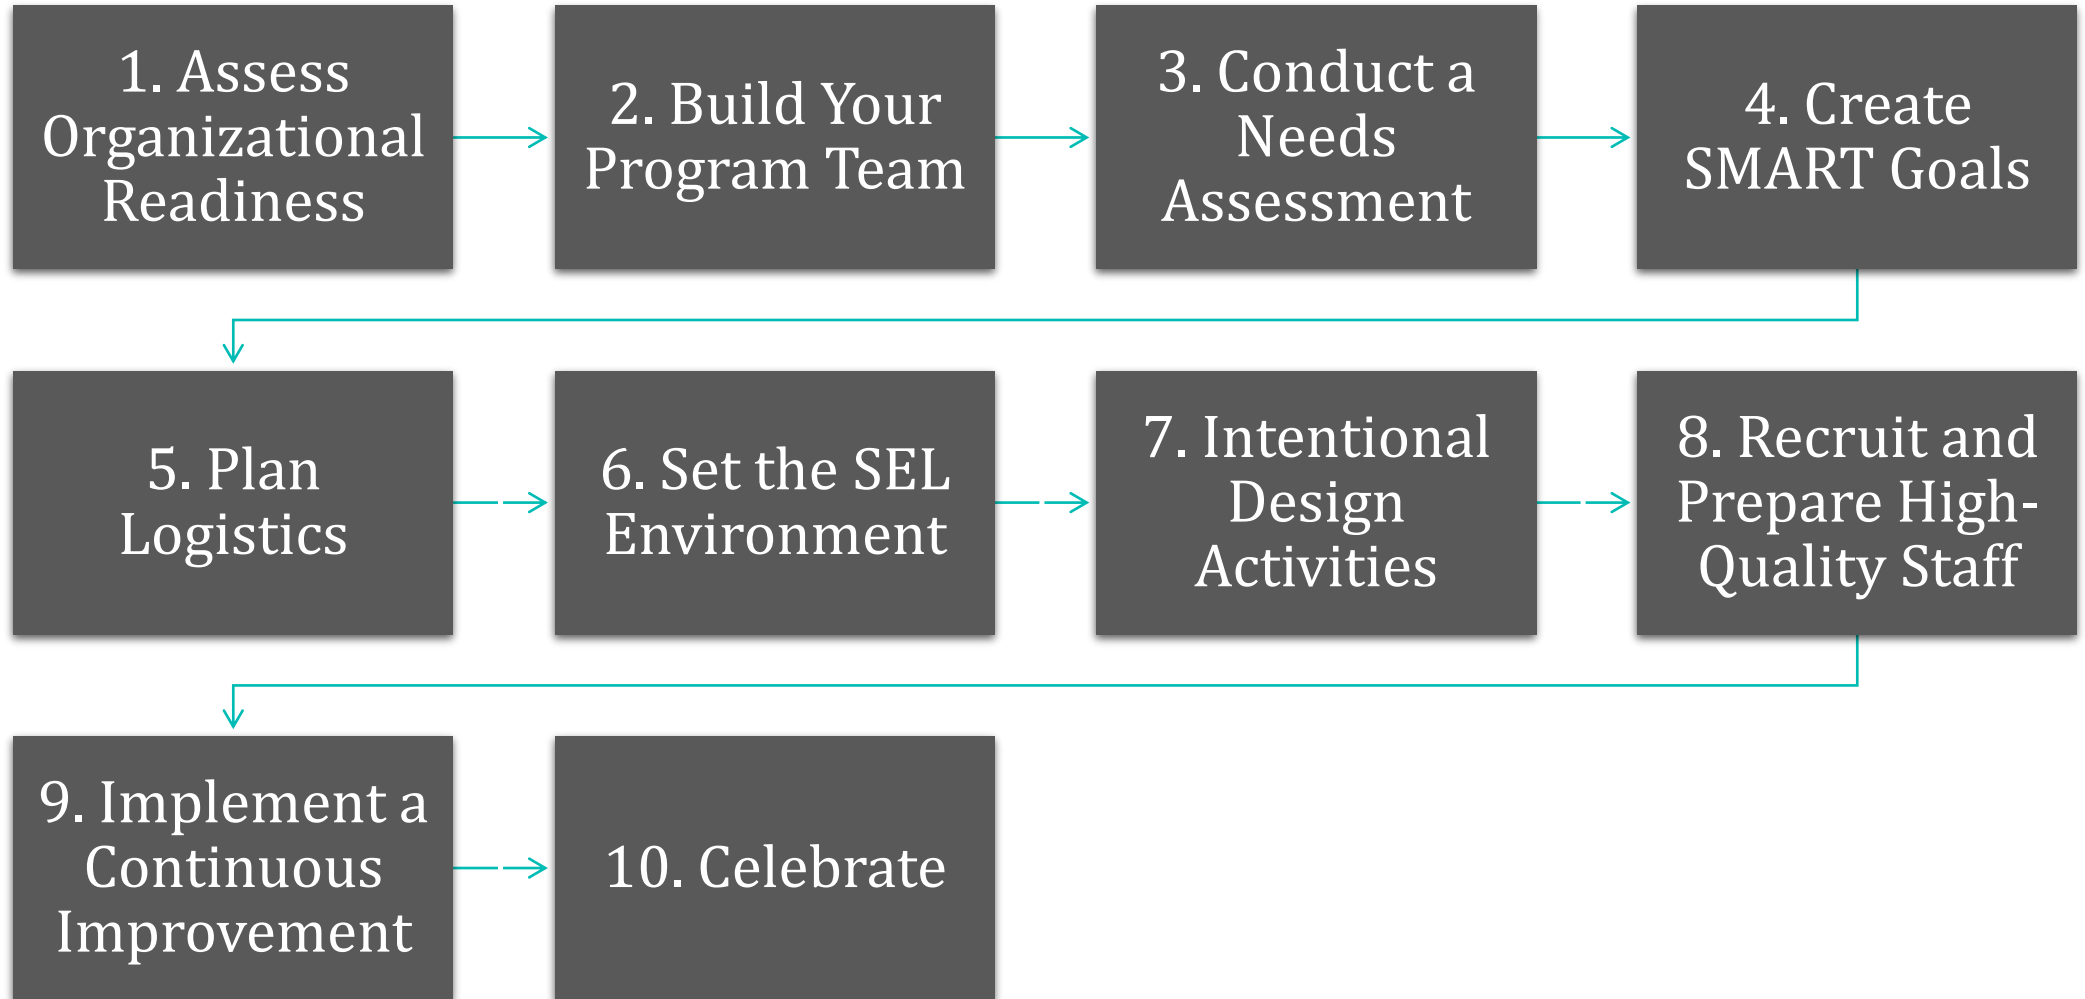 1. Assess
Organizational
Readiness
2. Build Your
Program Team
3. Conduct a
Needs
Assessment
4. Create
SMART Goals
5. Plan
Logistics
6. Set the SEL
Environment
7. Intentional
Design
Activities
8. Recruit and
Prepare High-
Quality Staff
9. Implement a
Continuous
Improvement
10. Celebrate